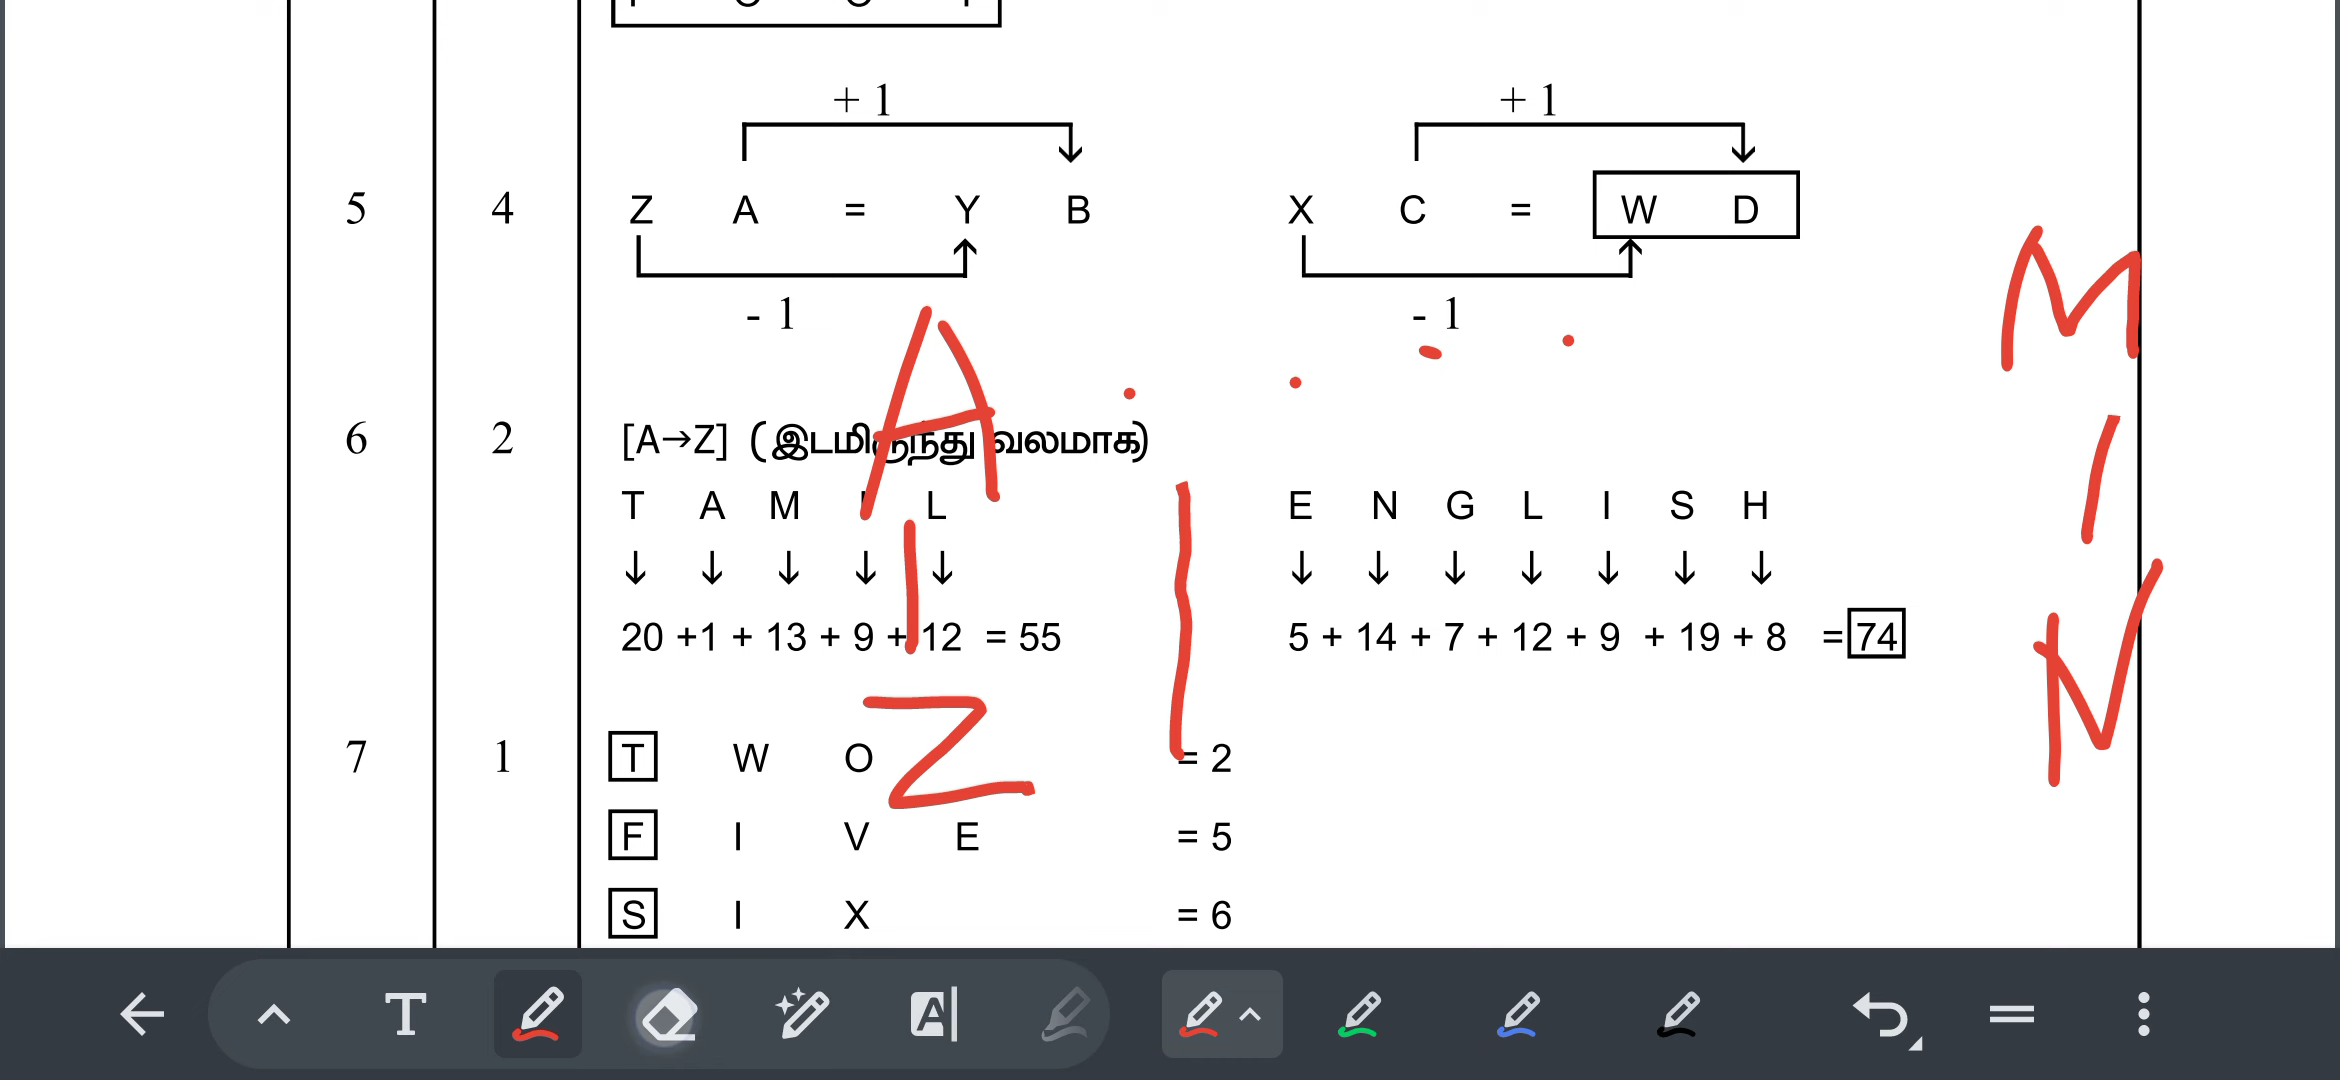 + 1 + 1
5 4 Z A = Y B X C = W D
- 1 - 1
6 2 [A→Z] (இடமிருந்து வலமாக)
T A M I L E N G L I S H
↓ ↓ ↓ ↓ ↓ ↓ ↓ ↓ ↓ ↓ ↓ ↓
20 +1 + 13 + 9 + 12 = 55 5 + 14 + 7 + 12 + 9 + 19 + 8 = 74
7 1 T W O = 2
F I V E = 5
S I X = 6
A
I
Z
M
I
N
T
A